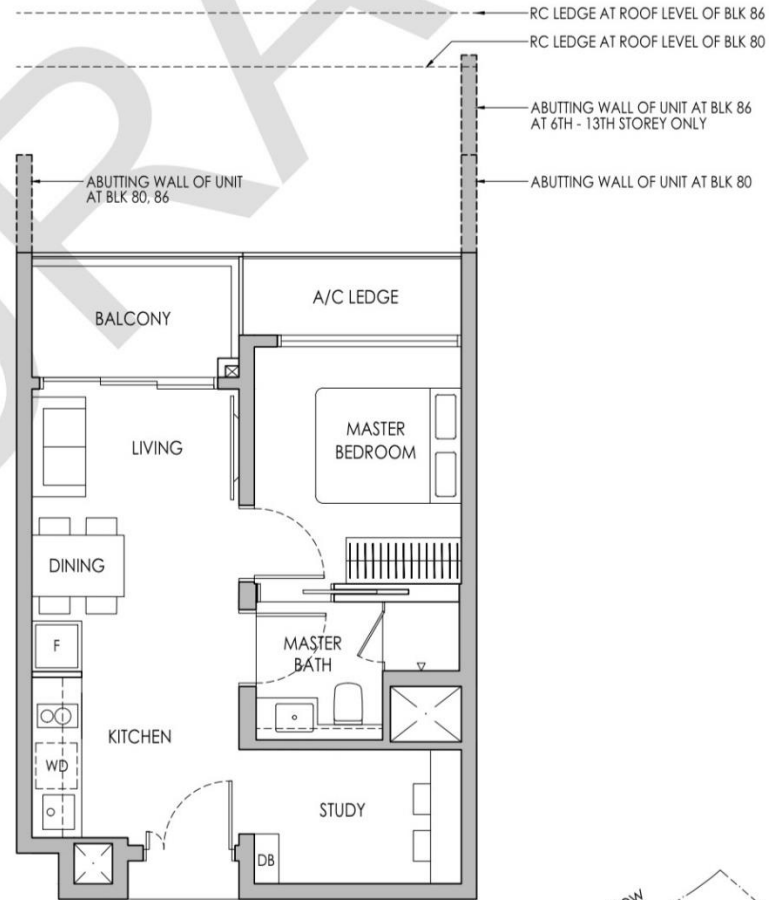 RC LEDGE AT ROOF LEVEL OF BLK 86
RC LEDGE AT ROOF LEVEL OF BLK 80
ABUTTING WALL OF UNIT AT BLK 86
AT 6TH - 13TH STOREY ONLY
ABUTTING WALL OF UNIT
AT BLK 80, 86
ABUTTING WALL OF UNIT AT BLK 80
BALCONY
A/C LEDGE
LIVING
MASTER
BEDROOM
DINING
F
MASTER
BATH
KITCHEN
WD
STUDY
DB